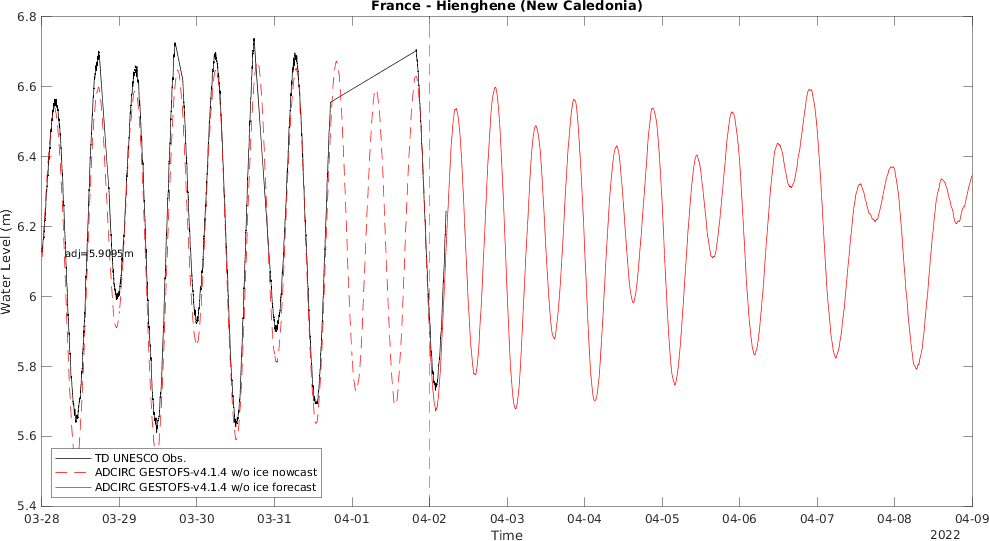 France - Hienghene (New Caledonia)
6.8
6.6
6.4
6.2
6
5.8
5.6
5.4
Water Level (m)
adj=5.9095m
TD UNESCO Obs.
ADCIRC GESTOFS-v4.1.4 w/o ice nowcast
ADCIRC GESTOFS-v4.1.4 w/o ice forecast
03-28 03-29 03-30 03-31 04-01 04-02 04-03 04-04 04-05 04-06 04-07 04-08 04-09
Time
2022